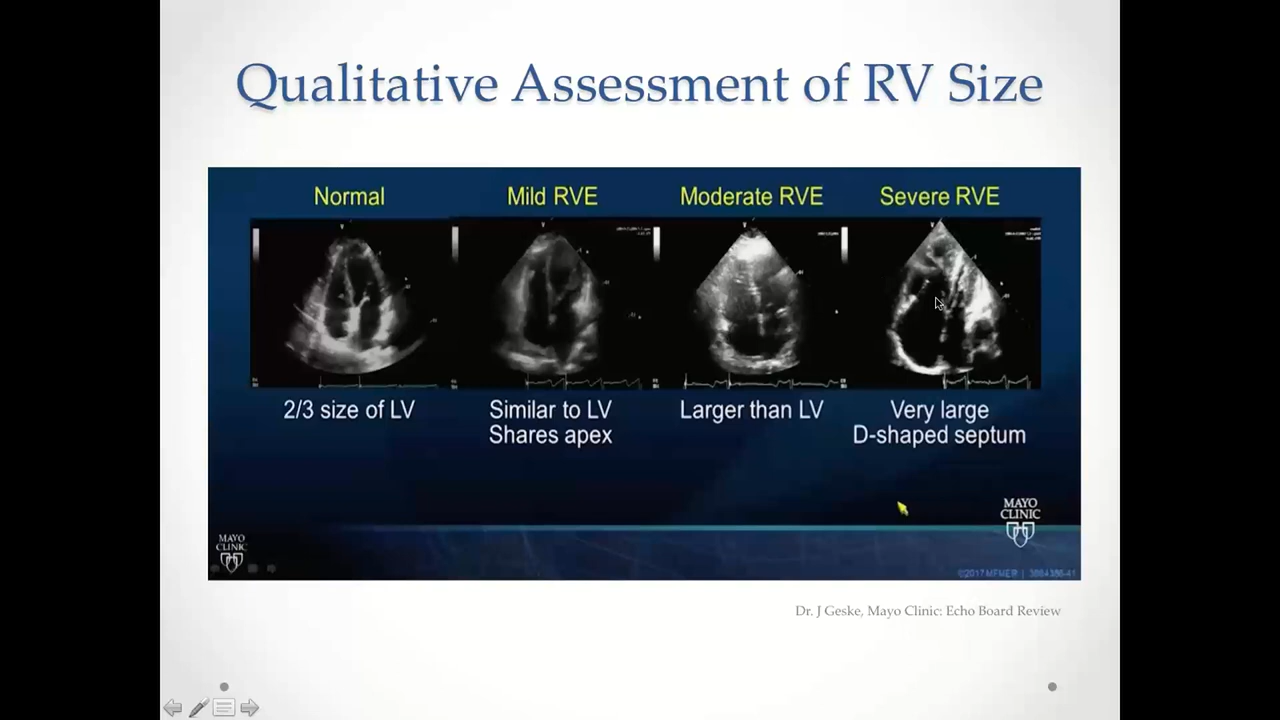 Qualitative Assessment of RV Size
Normal
Mild RVE
Moderate RVE
Severe RVE
2/3 size of LV
Similar to LV
Shares apex
Larger than LV
Very large
D-shaped septum
MAYO
CLINIC
MAYO
CLINIC
©2017 MFMER |
Dr. J Geske, Mayo Clinic: Echo Board Review